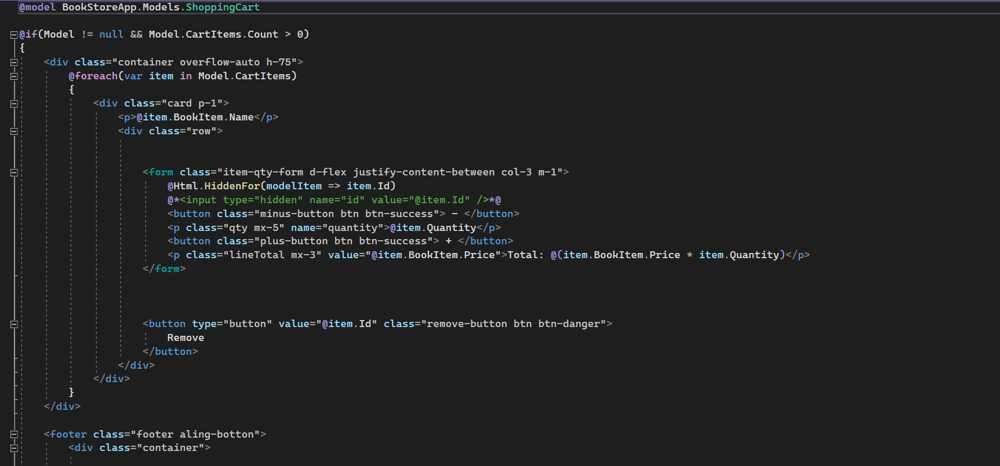 @model BookStoreApp.Models.ShoppingCart
@if(Model != null && Model.CartItems.Count > 0)
{
<div class="container overflow-auto h-75">
@foreach(var item in Model.CartItems)
{
<div class="card p-1">
<p>@item.BookItem.Name</p>
<div class="row">
<form class="item-qty-form d-flex justify-content-between col-3 m-1">
@Html.HiddenFor(modelItem => item.Id)
@*<input type="hidden" name="id" value="@item.Id" />*@
<button class="minus-button btn btn-success"> - </button>
<p class="qty mx-5" name="quantity">@item.Quantity</p>
<button class="plus-button btn btn-success"> + </button>
<p class="lineTotal mx-3" value="@item.BookItem.Price">Total: @(item.BookItem.Price * item.Quantity)</p>
</form>
<button type="button" value="@item.Id" class="remove-button btn btn-danger">
Remove
</button>
</div>
</div>
}
</div>
<footer class="footer aling-botton">
<div class="container">